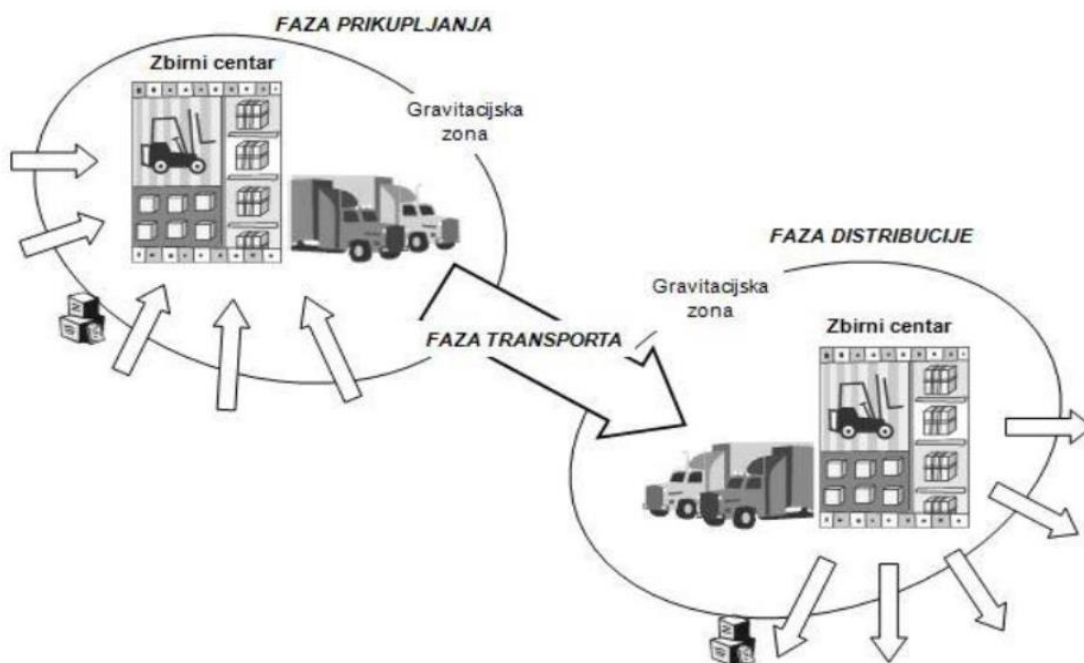 FAZA PRIKUPLJANJA
Zbirni centar
Gravitacijska
zona
FAZA DISTRIBUCIJE
Gravitacijska
zona
FAZA TRANSPORTA
Zbirni centar